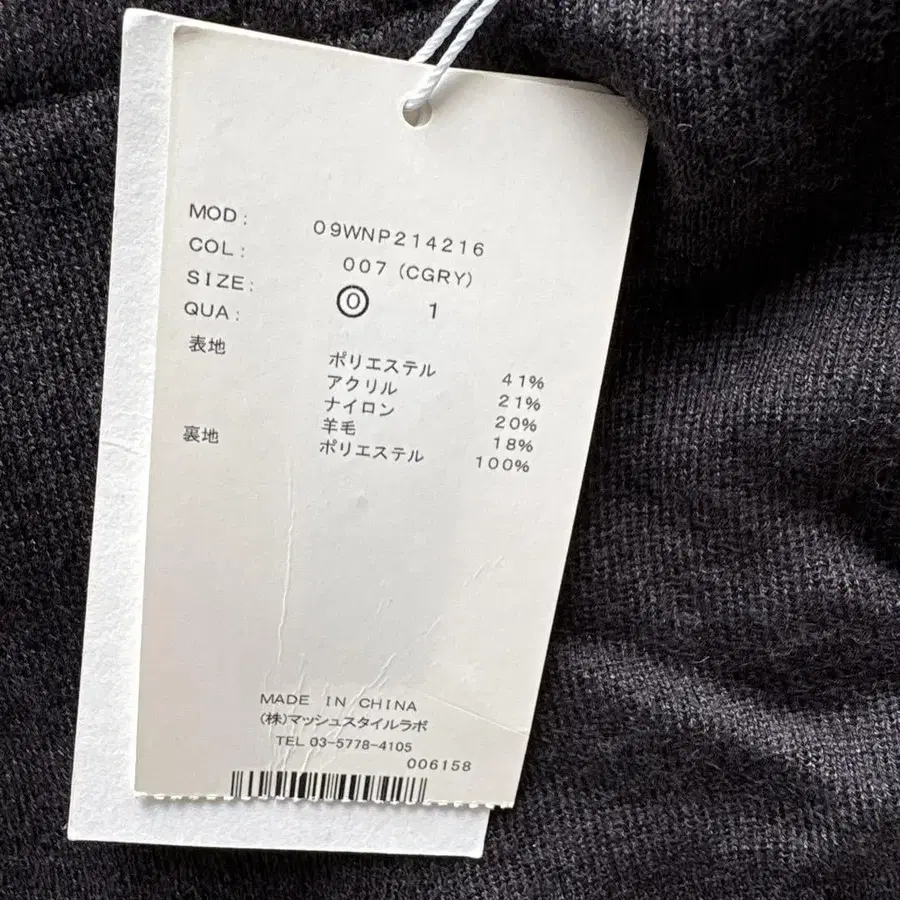 MOD: 09WNP214216
COL: 007 (CGRY)
SIZE: 0 1
QUA:
表地 ポリエステル 41%
アクリル 21%
ナイロン 20%
羊毛 18%
裏地 ポリエステル 100%
MADE IN CHINA
(株)マッシュスタイルラボ
TEL 03-5778-4105
006158